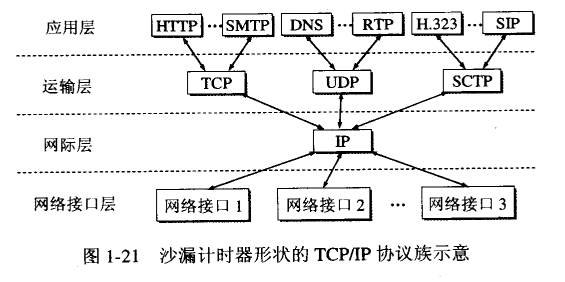 应用层 HTTP ··· SMTP DNS ··· RTP H.323 ··· SIP
运输层 TCP UDP SCTP
网际层 IP
网络接口层 网络接口 1 网络接口 2 ··· 网络接口 3
图 1-21 沙漏计时器形状的 TCP/IP 协议族示意